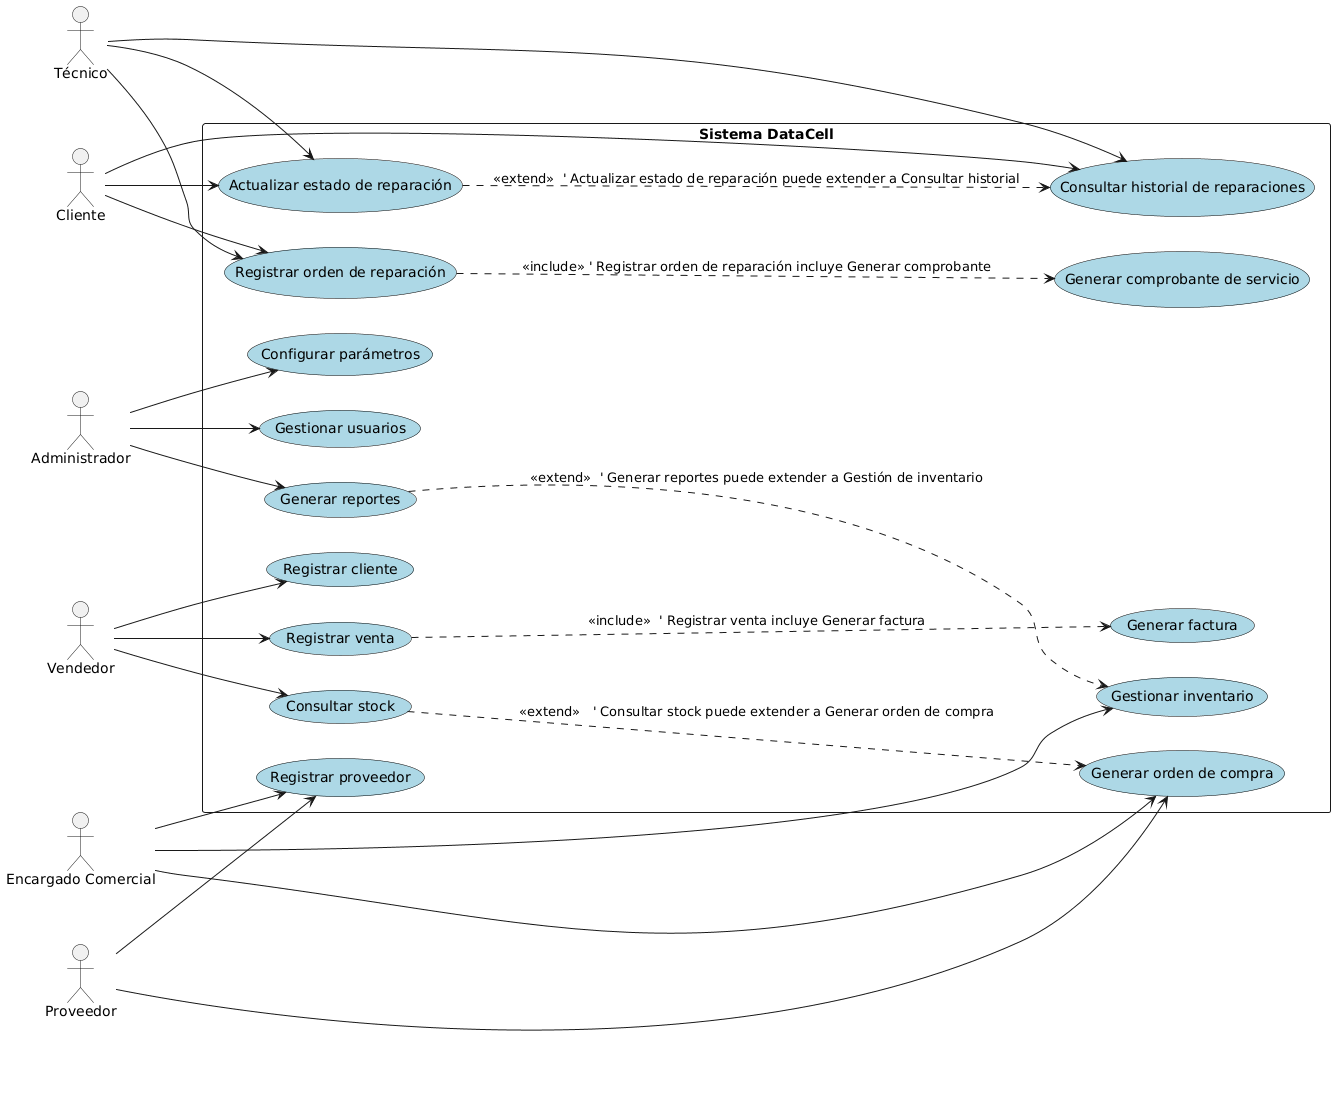 Técnico
Sistema DataCell
Actualizar estado de reparación
«extend»  ' Actualizar estado de reparación puede extender a Consultar historial
Consultar historial de reparaciones
Cliente
Registrar orden de reparación
«include» ' Registrar orden de reparación incluye Generar comprobante
Generar comprobante de servicio
Configurar parámetros
Gestionar usuarios
Administrador
«extend»  ' Generar reportes puede extender a Gestión de inventario
Generar reportes
Registrar cliente
«include»  ' Registrar venta incluye Generar factura
Generar factura
Registrar venta
Vendedor
Gestionar inventario
Consultar stock
«extend»   ' Consultar stock puede extender a Generar orden de compra
Generar orden de compra
Registrar proveedor
Encargado Comercial
Proveedor